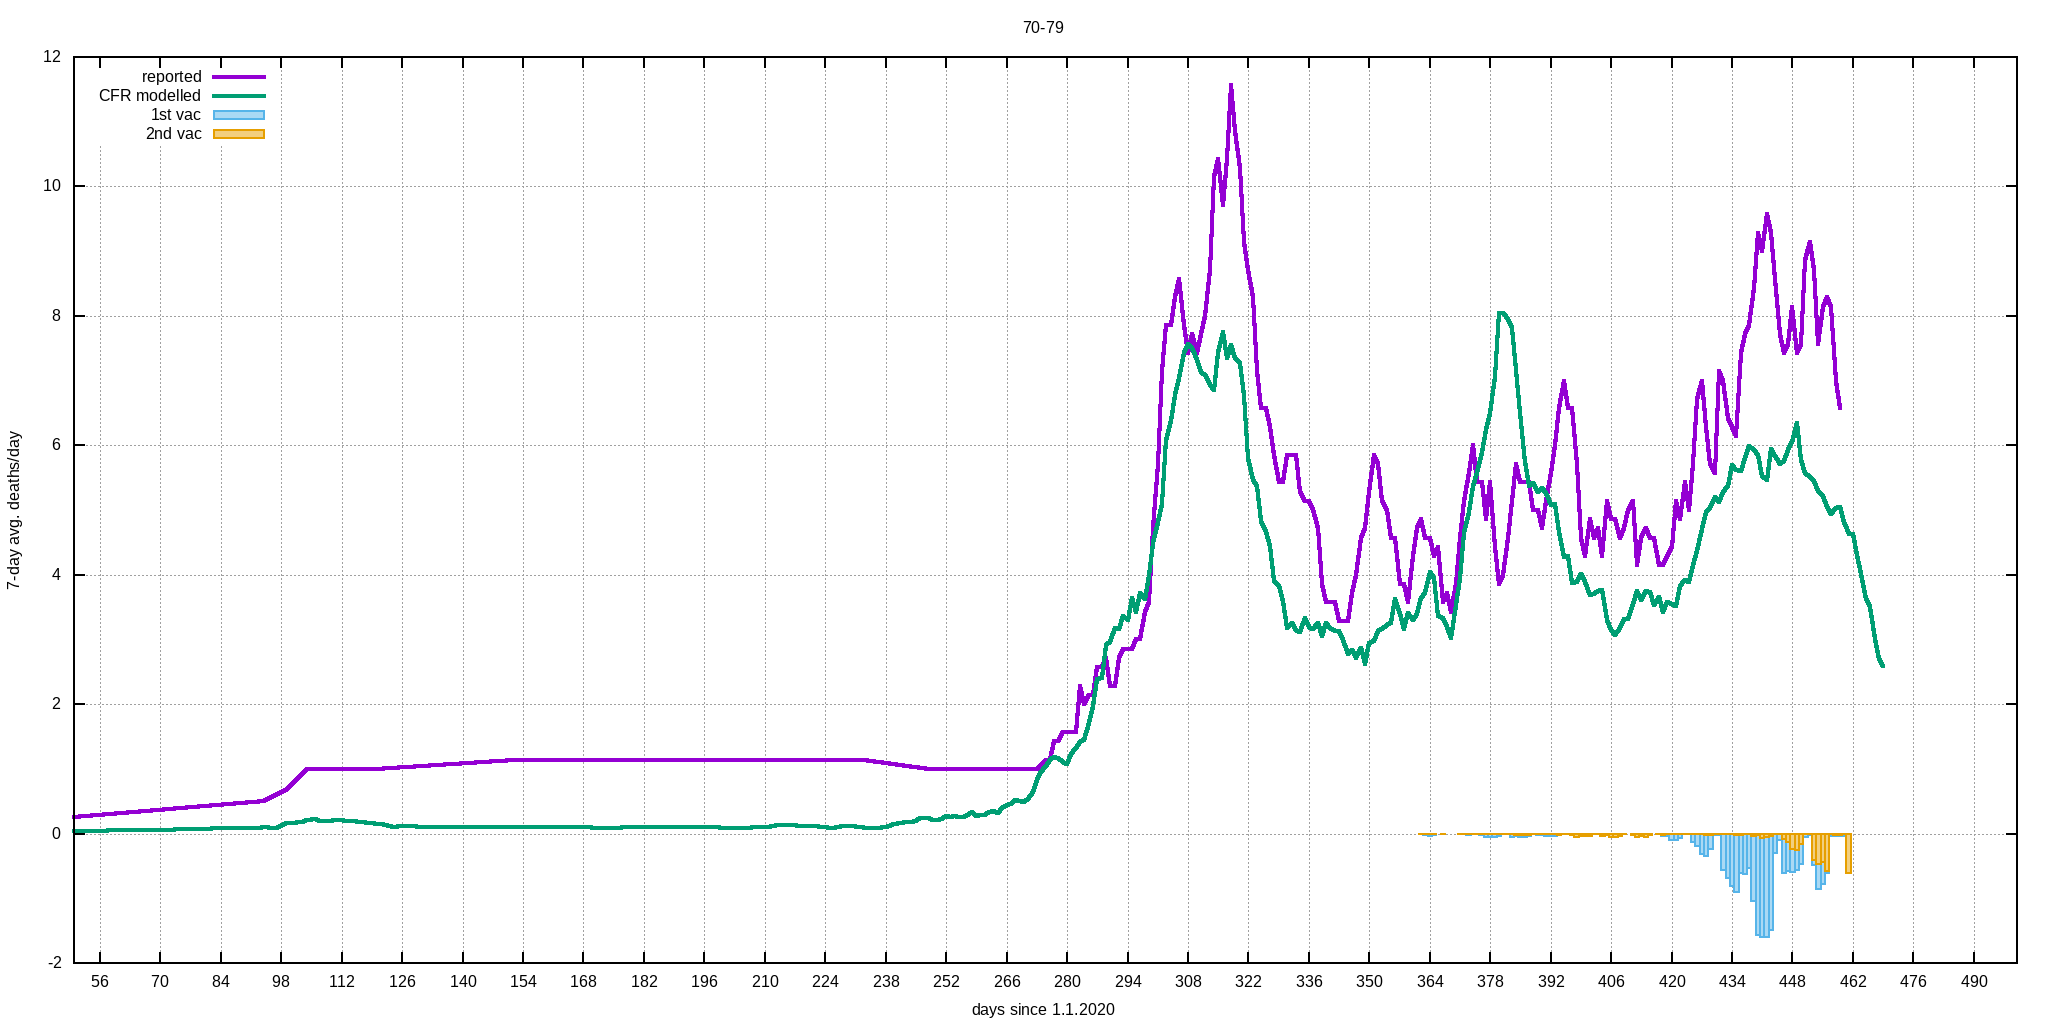 70-79
12
10
8
6
4
2
0
-2
7-day avg. deaths/day
reported
CFR modelled
1st vac
2nd vac
56 70 84 98 112 126 140 154 168 182 196 210 224 238 252 266 280 294 308 322 336 350 364 378 392 406 420 434 448 462 476 490
days since 1.1.2020